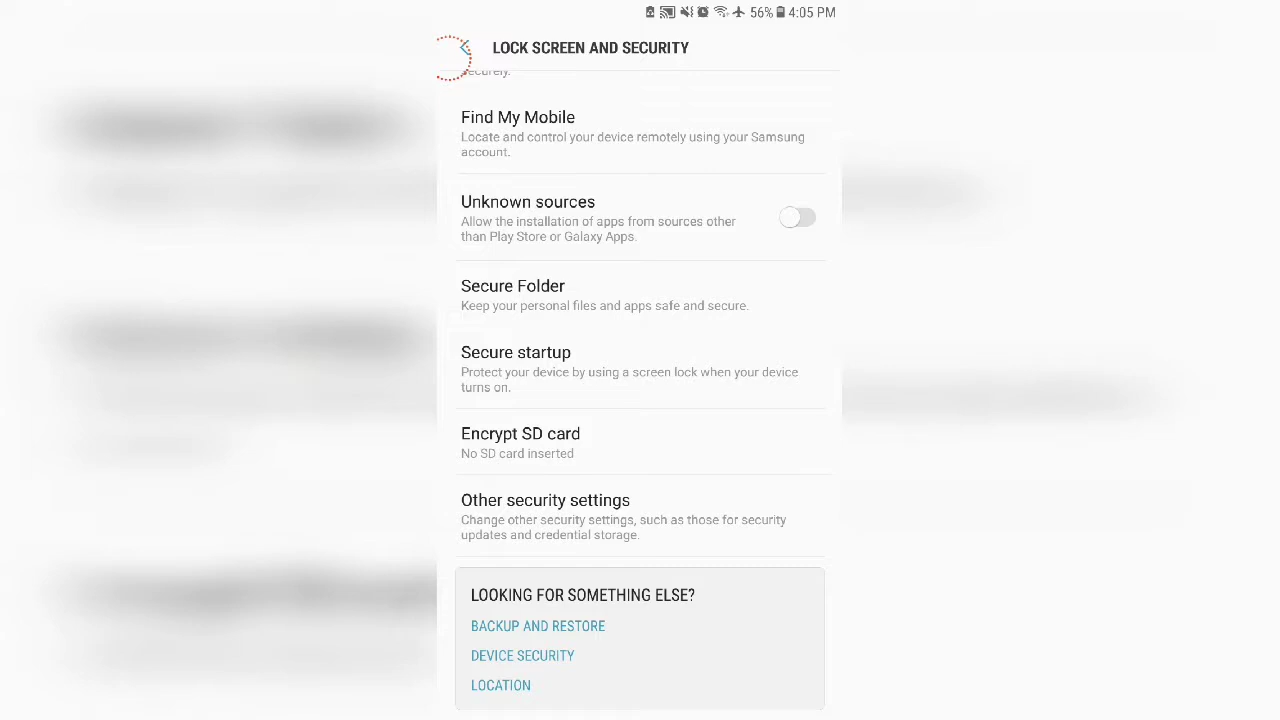 56% 4:05 PM
LOCK SCREEN AND SECURITY
securely.
Find My Mobile
Locate and control your device remotely using your Samsung
account.
Unknown sources
Allow the installation of apps from sources other
than Play Store or Galaxy Apps.
Secure Folder
Keep your personal files and apps safe and secure.
Secure startup
Protect your device by using a screen lock when your device
turns on.
Encrypt SD card
No SD card inserted
Other security settings
Change other security settings, such as those for security
updates and credential storage.
LOOKING FOR SOMETHING ELSE?
BACKUP AND RESTORE
DEVICE SECURITY
LOCATION